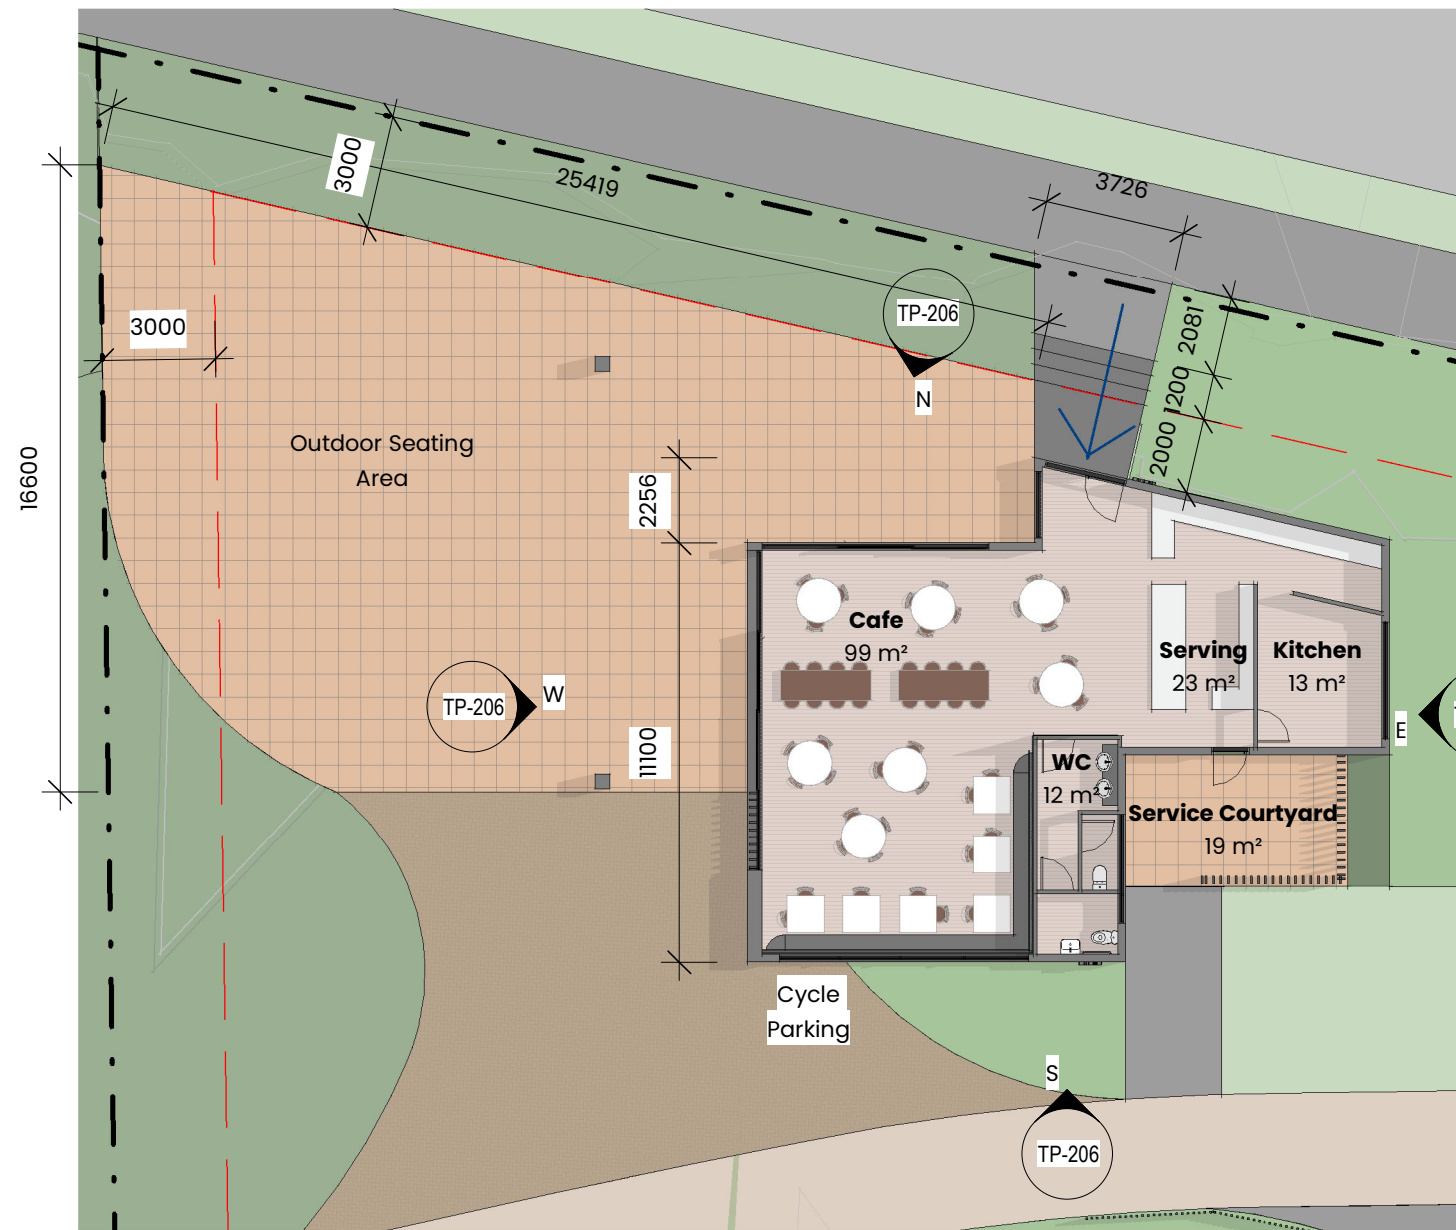 3000
25419
3726
TP-206
N
2081
1200
2000
3000
16600
Outdoor Seating
Area
2256
Cafe
99 m²
Serving
23 m²
Kitchen
13 m²
TP-206
W
E
11100
WC
12 m²
Service Courtyard
19 m²
Cycle
Parking
S
TP-206